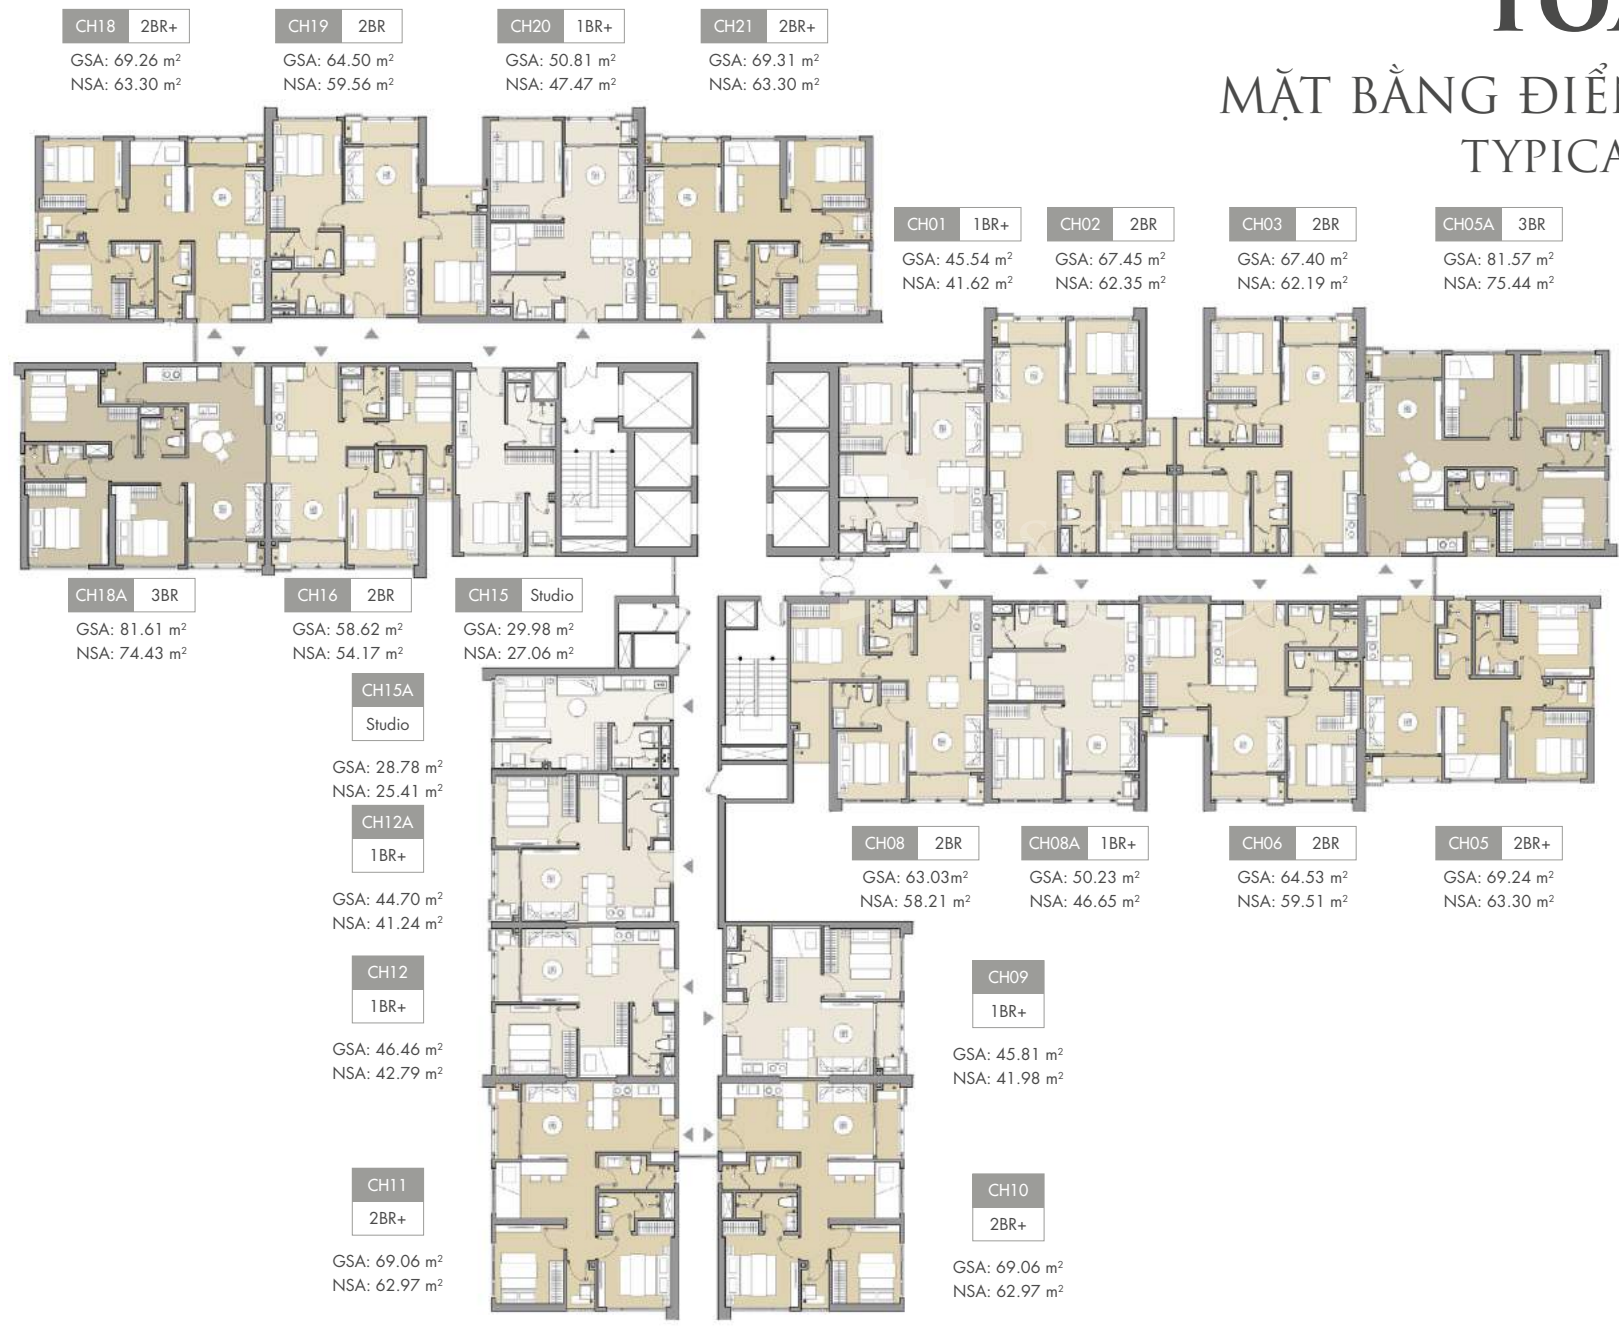 TOÀ
MẶT BẰNG ĐIỂN
TYPICA
CH18 2BR+
GSA: 69.26 m²
NSA: 63.30 m²
CH19 2BR
GSA: 64.50 m²
NSA: 59.56 m²
CH20 1BR+
GSA: 50.81 m²
NSA: 47.47 m²
CH21 2BR+
GSA: 69.31 m²
NSA: 63.30 m²
CH01 1BR+
GSA: 45.54 m²
NSA: 41.62 m²
CH02 2BR
GSA: 67.45 m²
NSA: 62.35 m²
CH03 2BR
GSA: 67.40 m²
NSA: 62.19 m²
CH05A 3BR
GSA: 81.57 m²
NSA: 75.44 m²
CH18A 3BR
GSA: 81.61 m²
NSA: 74.43 m²
CH16 2BR
GSA: 58.62 m²
NSA: 54.17 m²
CH15 Studio
GSA: 29.98 m²
NSA: 27.06 m²
CH15A
Studio
GSA: 28.78 m²
NSA: 25.41 m²
CH12A
1BR+
GSA: 44.70 m²
NSA: 41.24 m²
CH08 2BR
GSA: 63.03m²
NSA: 58.21 m²
CH08A 1BR+
GSA: 50.23 m²
NSA: 46.65 m²
CH06 2BR
GSA: 64.53 m²
NSA: 59.51 m²
CH05 2BR+
GSA: 69.24 m²
NSA: 63.30 m²
CH12
1BR+
GSA: 46.46 m²
NSA: 42.79 m²
CH09
1BR+
GSA: 45.81 m²
NSA: 41.98 m²
CH11
2BR+
GSA: 69.06 m²
NSA: 62.97 m²
CH10
2BR+
GSA: 69.06 m²
NSA: 62.97 m²